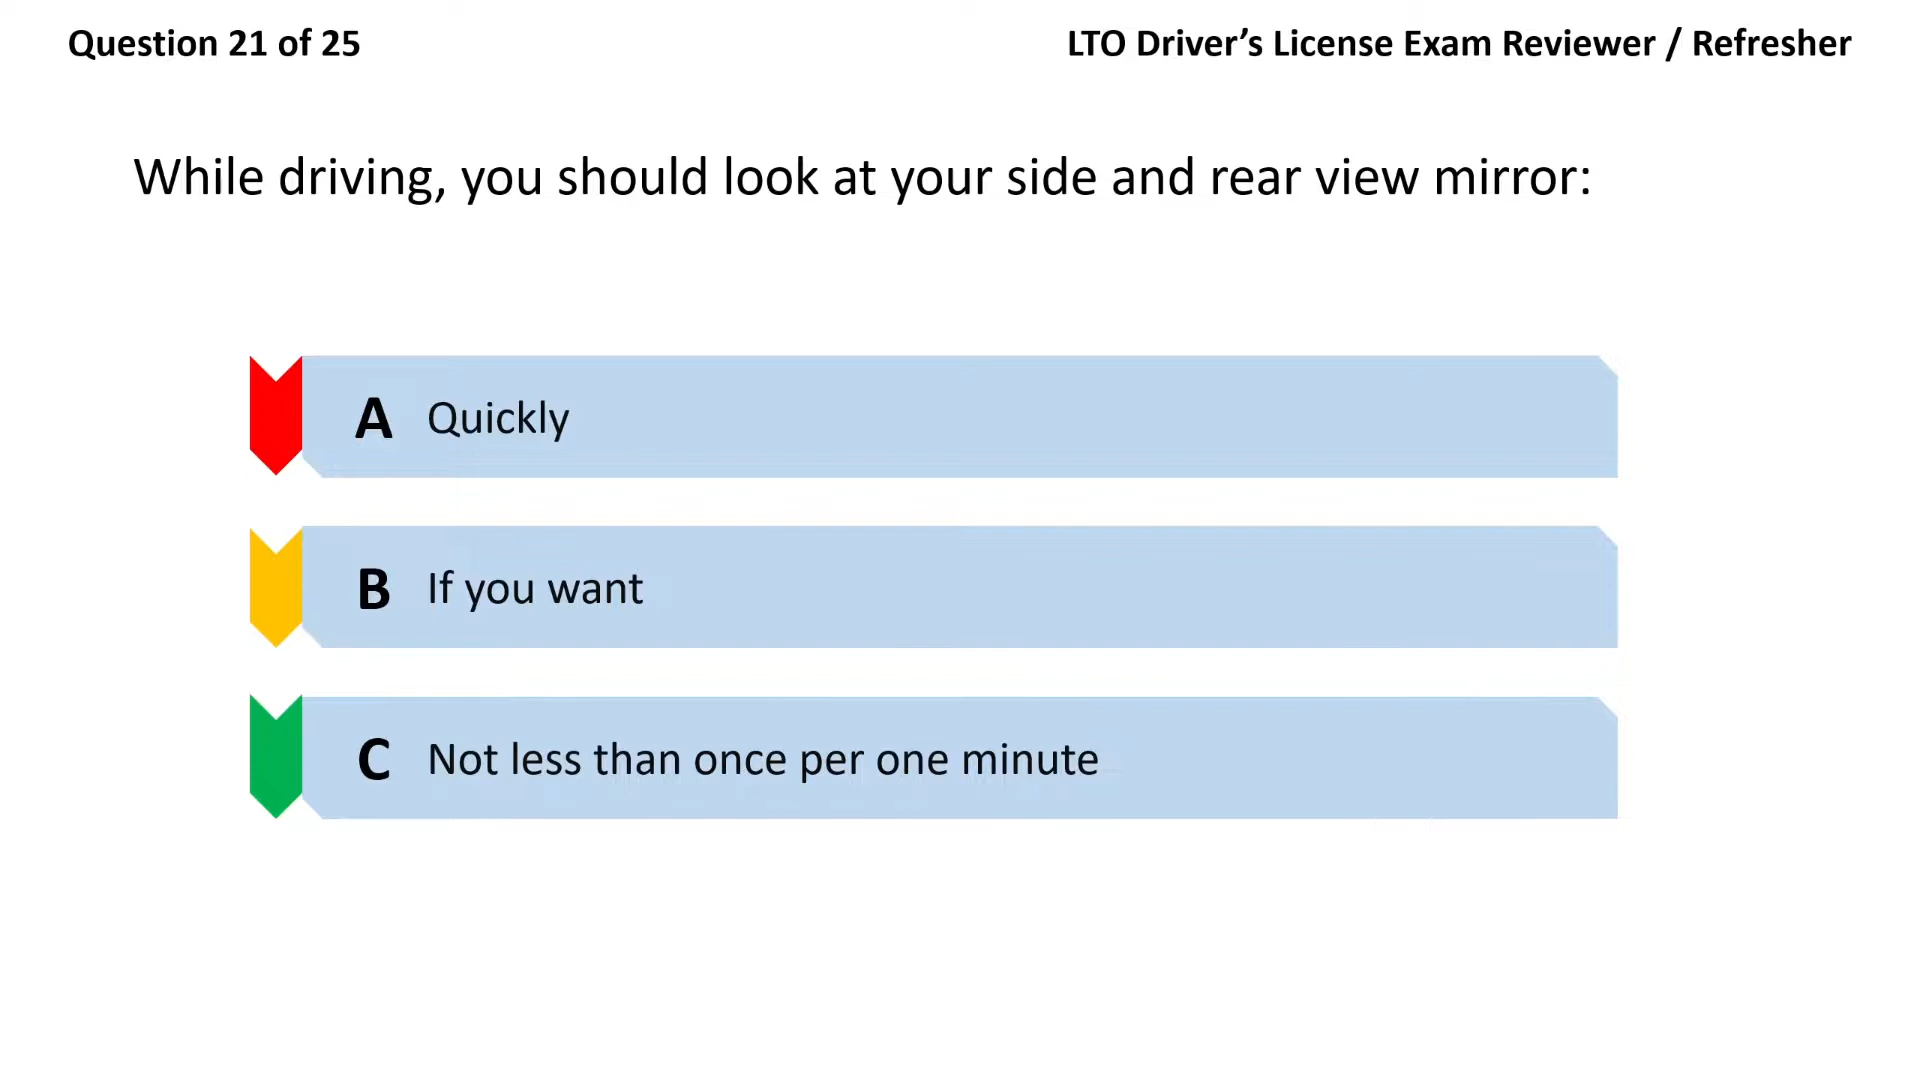 Question 21 of 25
LTO Driver’s License Exam Reviewer / Refresher
While driving, you should look at your side and rear view mirror:
A Quickly
B If you want
C Not less than once per one minute